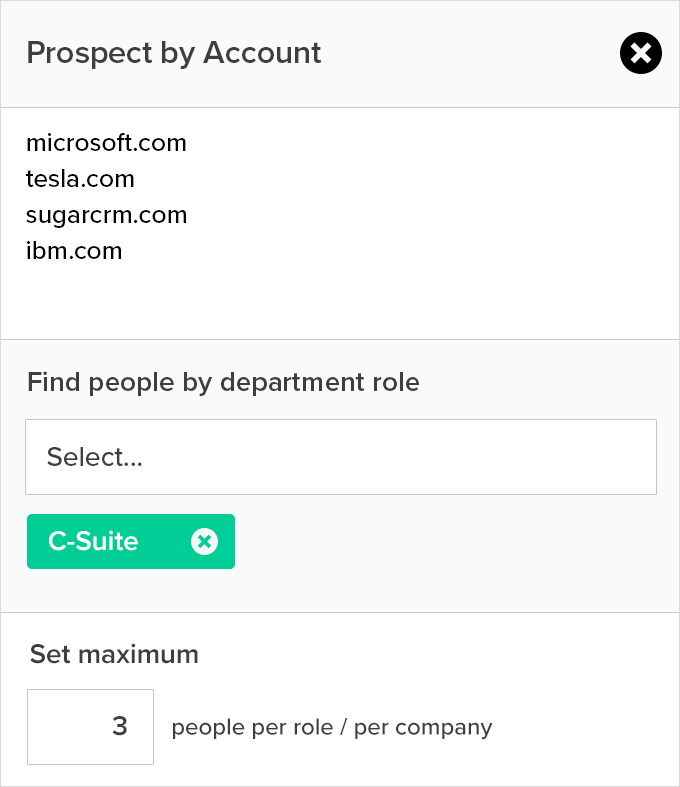 Prospect by Account
microsoft.com
tesla.com
sugarcrm.com
ibm.com
Find people by department role
Select...
C-Suite
Set maximum
3 people per role / per company